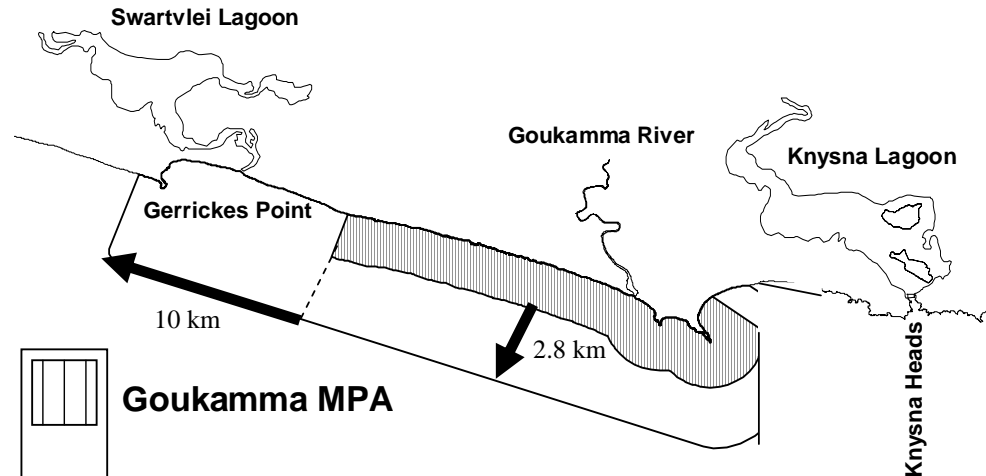 Swartvlei Lagoon
Goukamma River
Knysna Lagoon
Gerrickes Point
10 km
2.8 km
Goukamma MPA
Knysna Heads